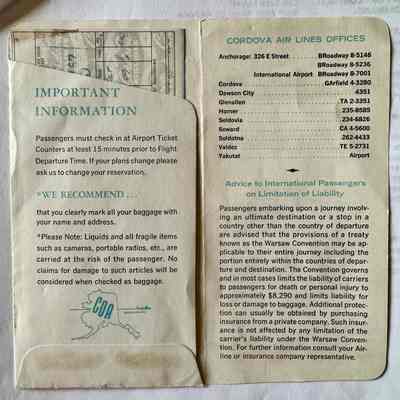 IMPORTANT
INFORMATION
Passengers must check in at Airport Ticket
Counters at least 15 minutes prior to Flight
Departure Time. If your plans change please
ask us to change your reservation.
*WE RECOMMEND ...
that you clearly mark all your baggage with
your name and address.
*Please Note: Liquids and all fragile items
such as cameras, portable radios, etc., are
carried at the risk of the passenger. No
claims for damage to such articles will be
considered when checked as baggage.
COA
CORDOVA AIR LINES OFFICES
Anchorage: 326 E Street BRoadway 8-5146
BRoadway 8-5236
International Airport BRoadway 8-7001
Cordova GArfield 4-3280
Dawson City 4351
Glenallen TA 2-3351
Homer 235-8585
Seldovia 234-6826
Seward CA 4-5600
Soldotna 262-4433
Valdez TE 5-2731
Yakutat Airport
Advice to International Passengers
on Limitation of Liability
Passengers embarking upon a journey involv-
ing an ultimate destination or a stop in a
country other than the country of departure
are advised that the provisions of a treaty
known as the Warsaw Convention may be ap-
plicable to their entire journey including the
portion entirely within the countries of depar-
ture and destination. The Convention governs
and in most cases limits the liability of carriers
to passengers for death or personal injury to
approximately $8,290 and limits liability for
loss or damage to baggage. Additional protec-
tion can usually be obtained by purchasing
insurance from a private company. Such insur-
ance is not affected by any limitation of the
carrier's liability under the Warsaw Conven-
tion. For further information consult your Air-
line or insurance company representative.